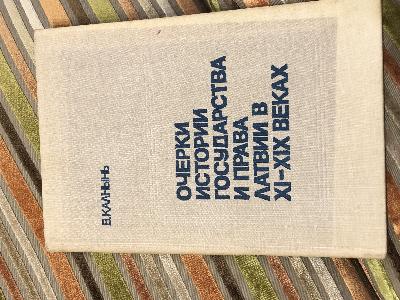 В.КАЛНЫНЬ
ОЧЕРКИ
ИСТОРИИ
ГОСУДАРСТВА
И ПРАВА
ЛАТВИИ В
XI-XIX ВЕКАХ